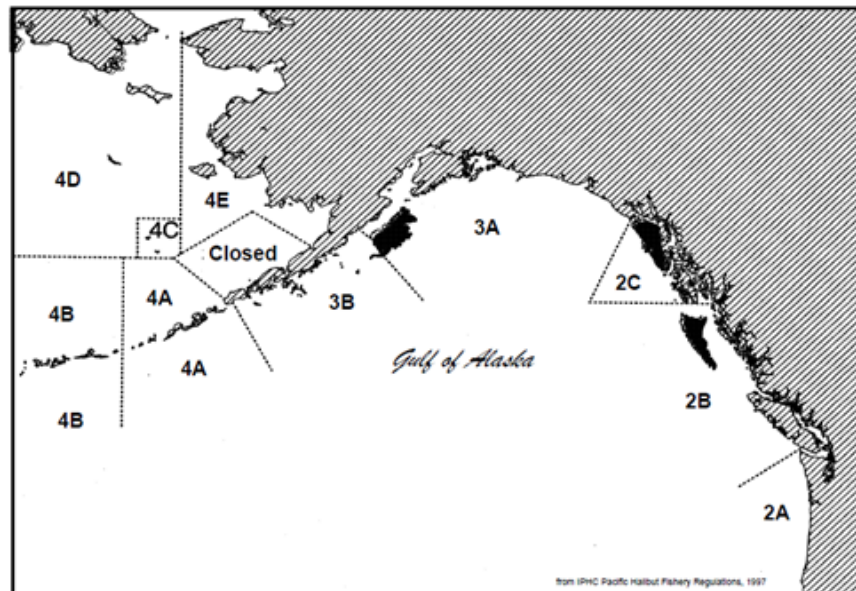 4D
4E
3A
4C
Closed
2C
4B
4A
3B
4A
Gulf of Alaska
2B
4B
2A
from IPHC Pacific Halibut Fishery Regulations, 1997